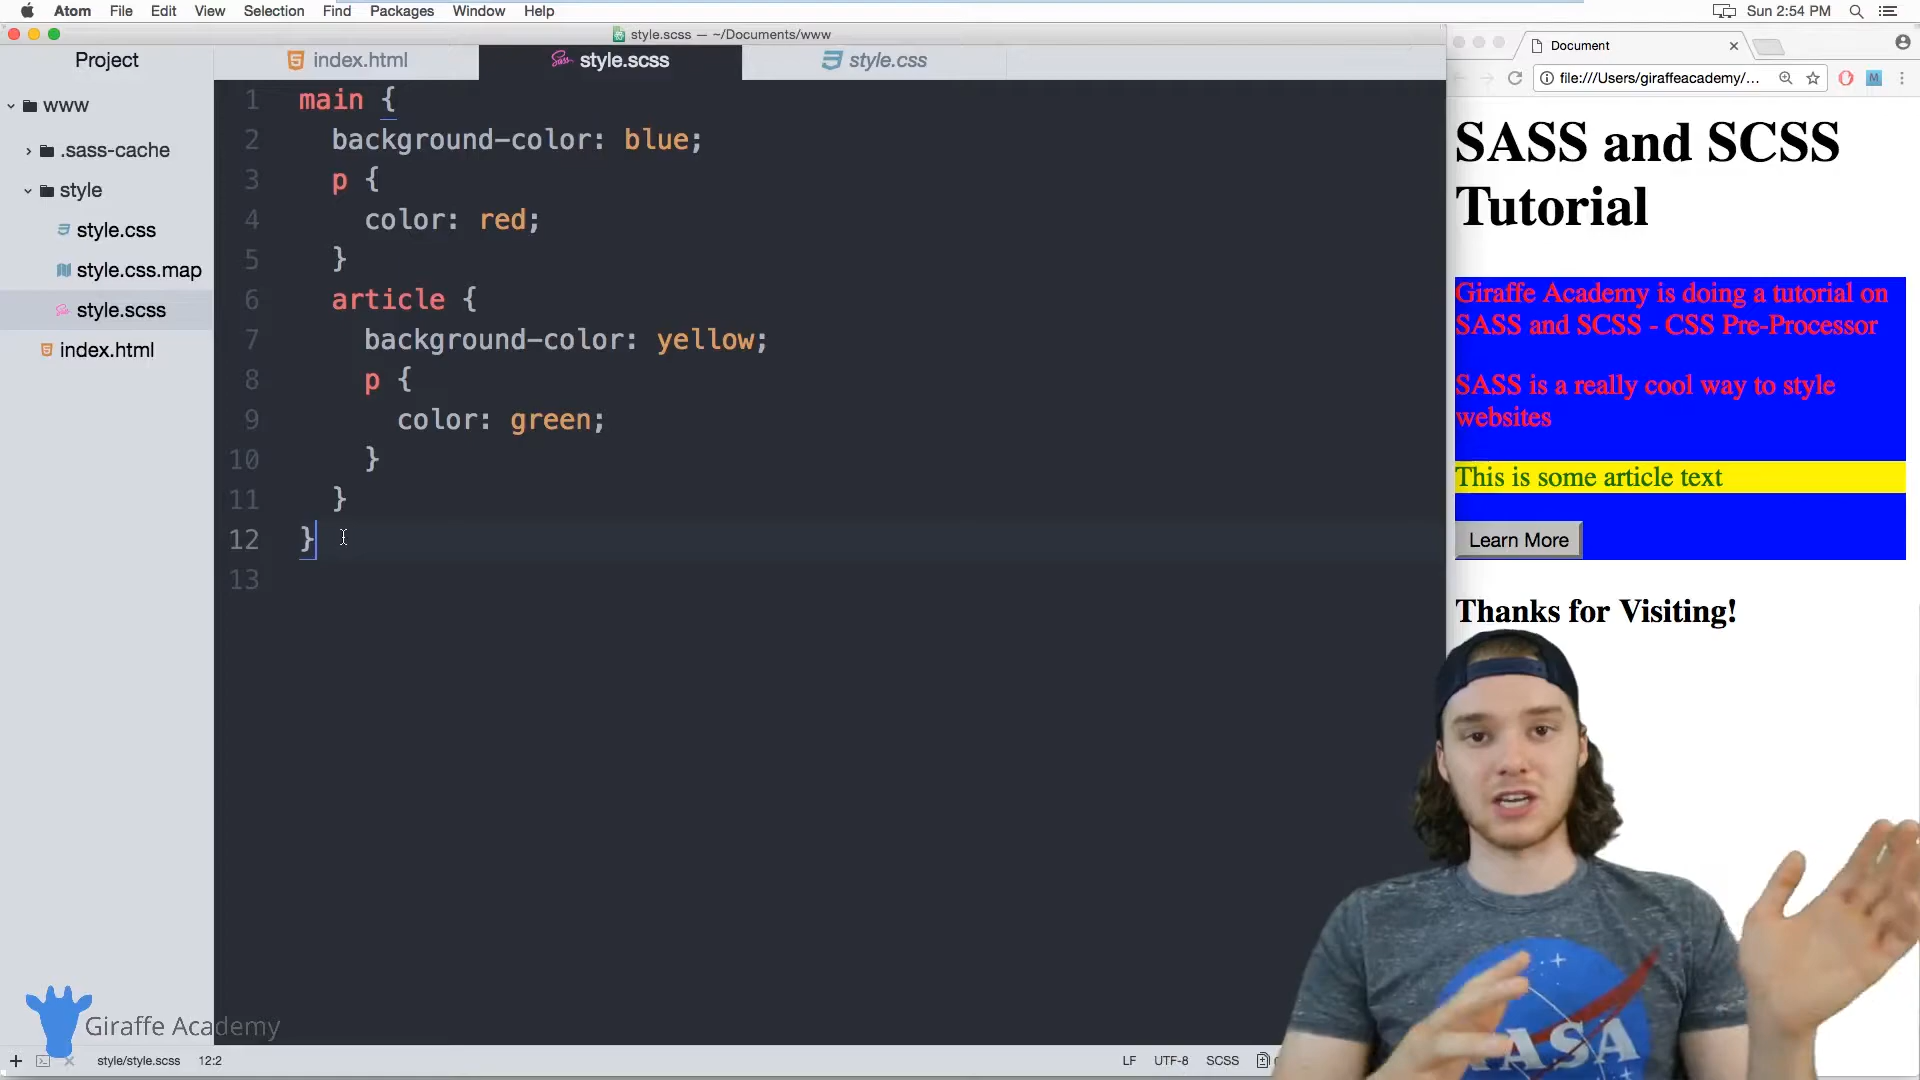 Atom File Edit View Selection Find Packages Window Help
Sun 2:54 PM
style.scss — ~/Documents/www
Project
index.html
style.scss
style.css
www
.sass-cache
style
style.css
style.css.map
style.scss
index.html
1 main {
2 background-color: blue;
3 p {
4 color: red;
5 }
6 article {
7 background-color: yellow;
8 p {
9 color: green;
10 }
11 }
12 }
13
Document
file:///Users/giraffeacademy/...
M
SASS and SCSS
Tutorial
Giraffe Academy is doing a tutorial on
SASS and SCSS - CSS Pre-Processor
SASS is a really cool way to style
websites
This is some article text
Learn More
Thanks for Visiting!
Giraffe Academy
style/style.scss 12:2
LF UTF-8 SCSS